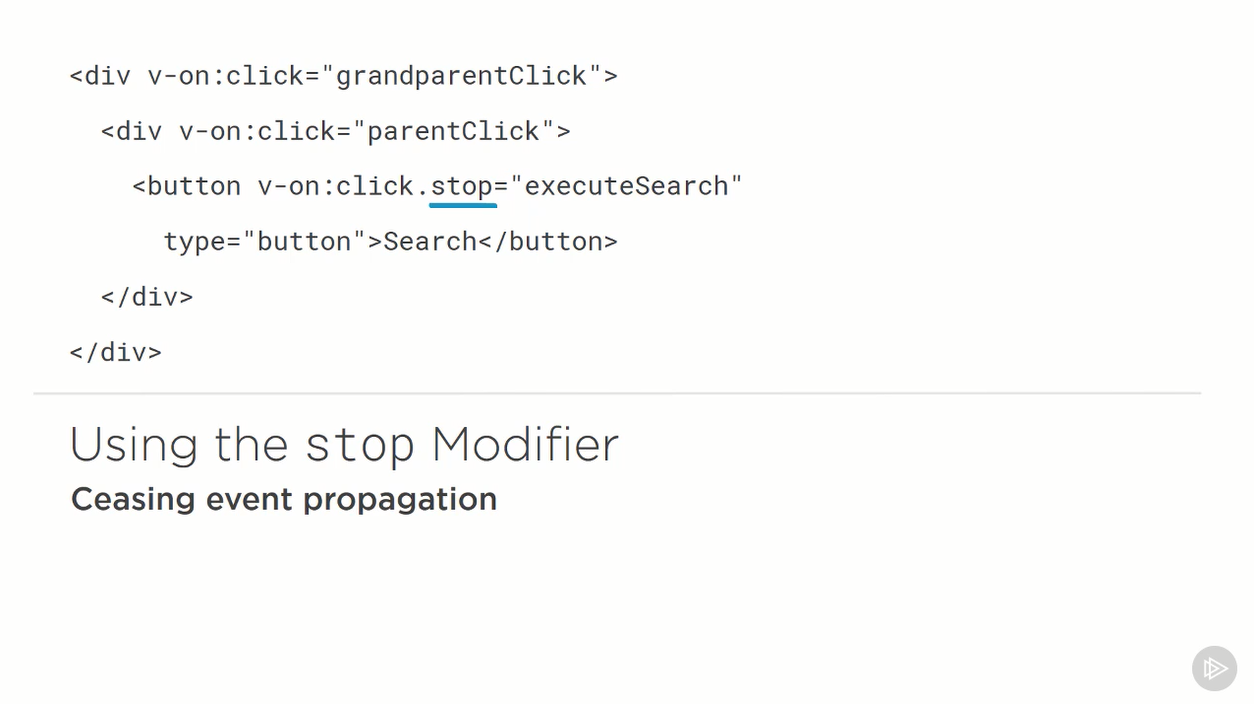 <div v-on:click="grandparentClick">
<div v-on:click="parentClick">
<button v-on:click.stop="executeSearch"
type="button">Search</button>
</div>
</div>
Using the stop Modifier
Ceasing event propagation